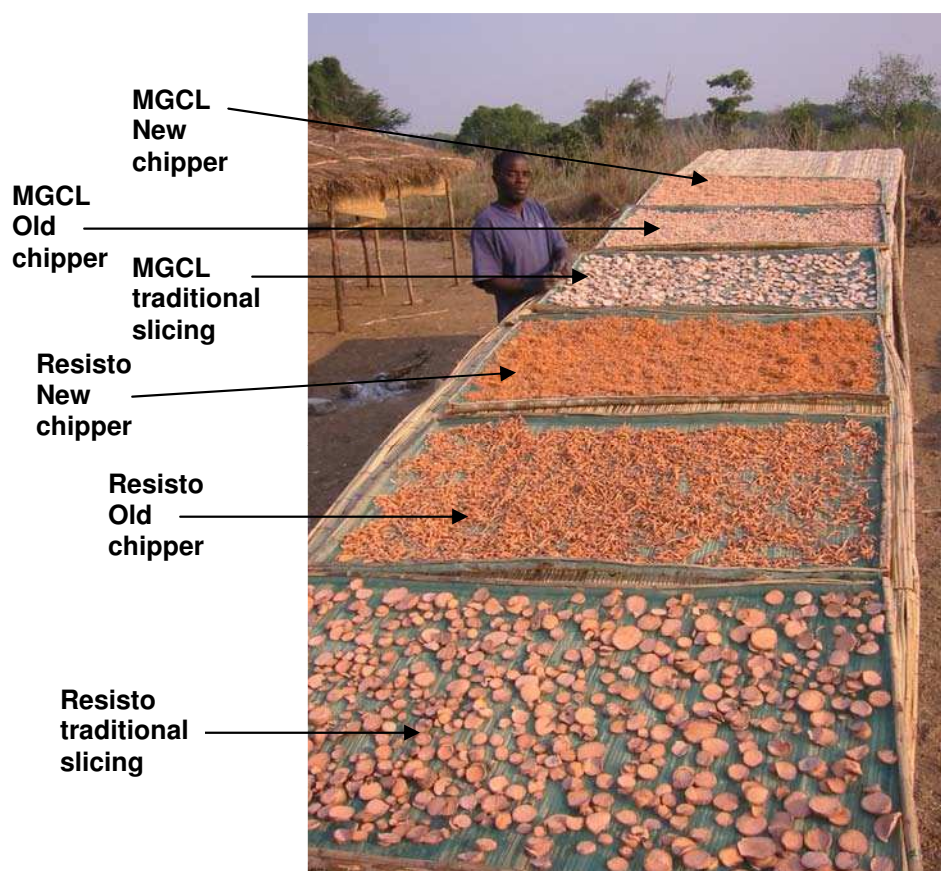 MGCL
New
chipper
MGCL
Old
chipper
MGCL
traditional
slicing
Resisto
New
chipper
Resisto
Old
chipper
Resisto
traditional
slicing